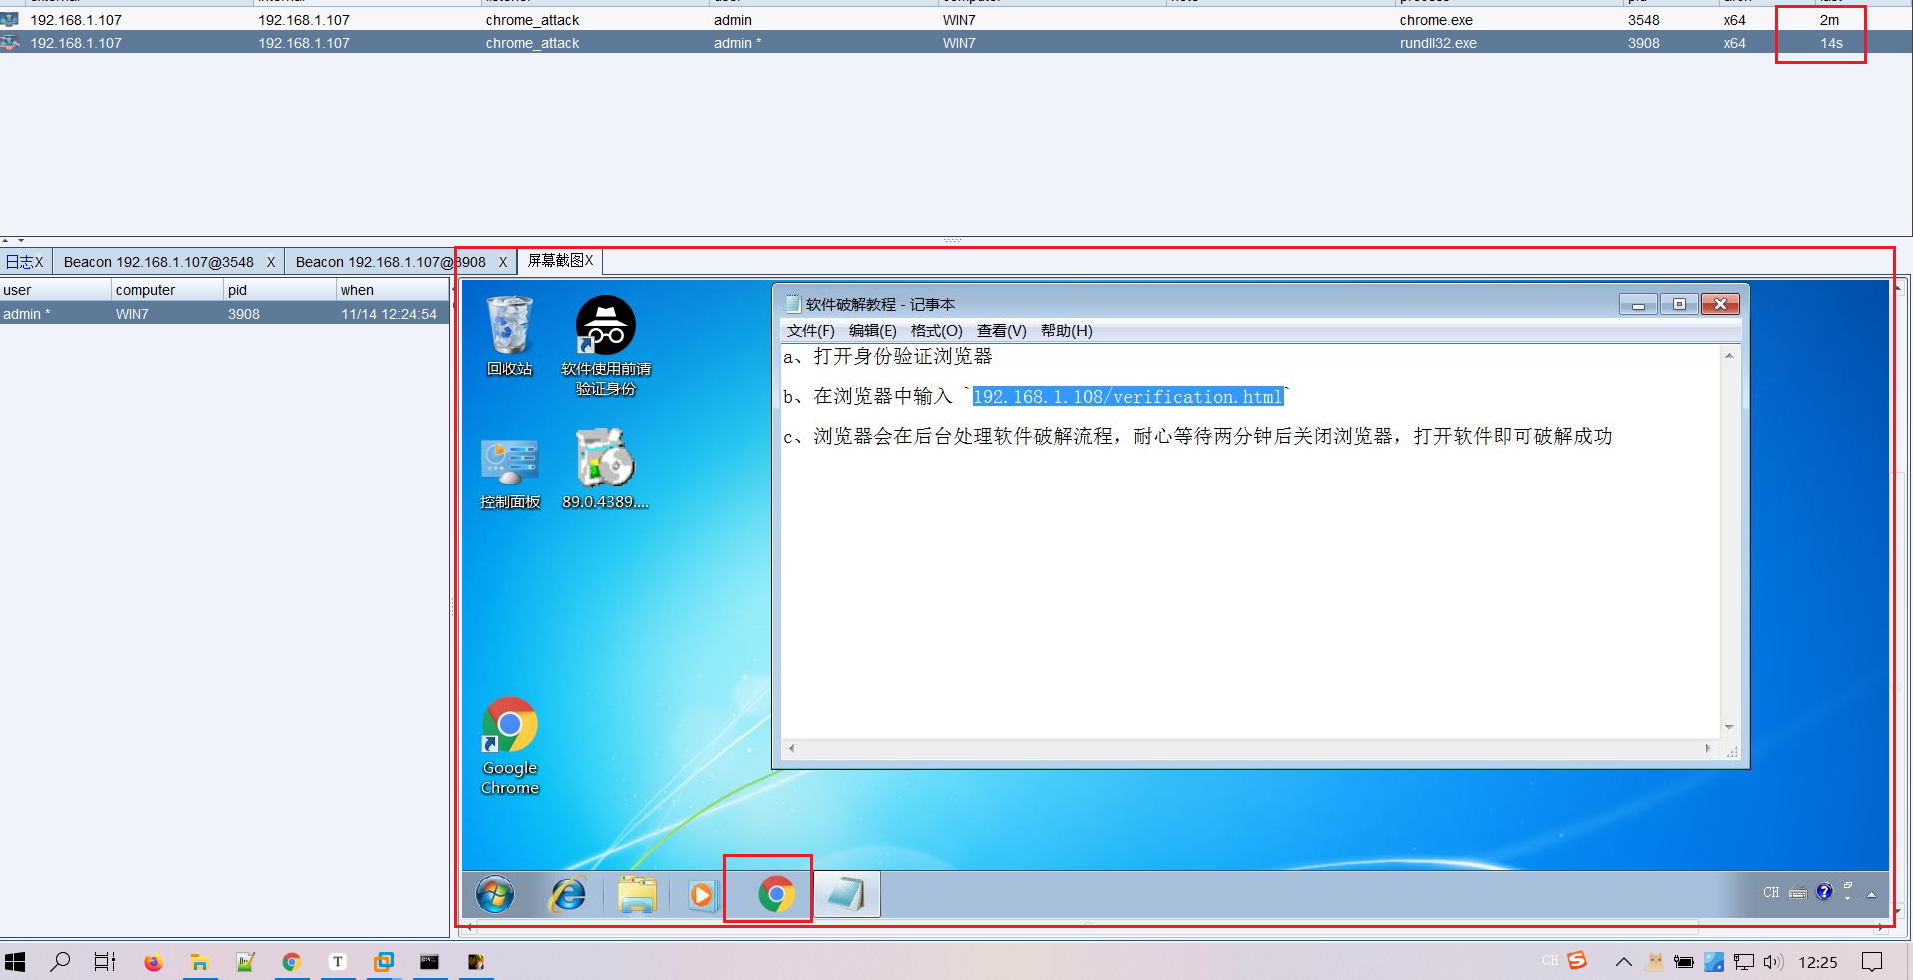 192.168.1.107 192.168.1.107 chrome_attack admin WIN7 chrome.exe 3548 x64 2m
192.168.1.107 192.168.1.107 chrome_attack admin * WIN7 rundll32.exe 3908 x64 14s
日志X Beacon 192.168.1.107@3548 X Beacon 192.168.1.107@3908 X 屏幕截图X
user computer pid when
admin * WIN7 3908 11/14 12:24:54
软件破解教程 - 记事本
文件(F) 编辑(E) 格式(O) 查看(V) 帮助(H)
a、打开身份验证浏览器
b、在浏览器中输入 `192.168.1.108/verification.html`
c、浏览器会在后台处理软件破解流程，耐心等待两分钟后关闭浏览器，打开软件即可破解成功
回收站
软件使用前请
验证身份
控制面板
89.0.4389....
Google
Chrome
CH
CH
12:25